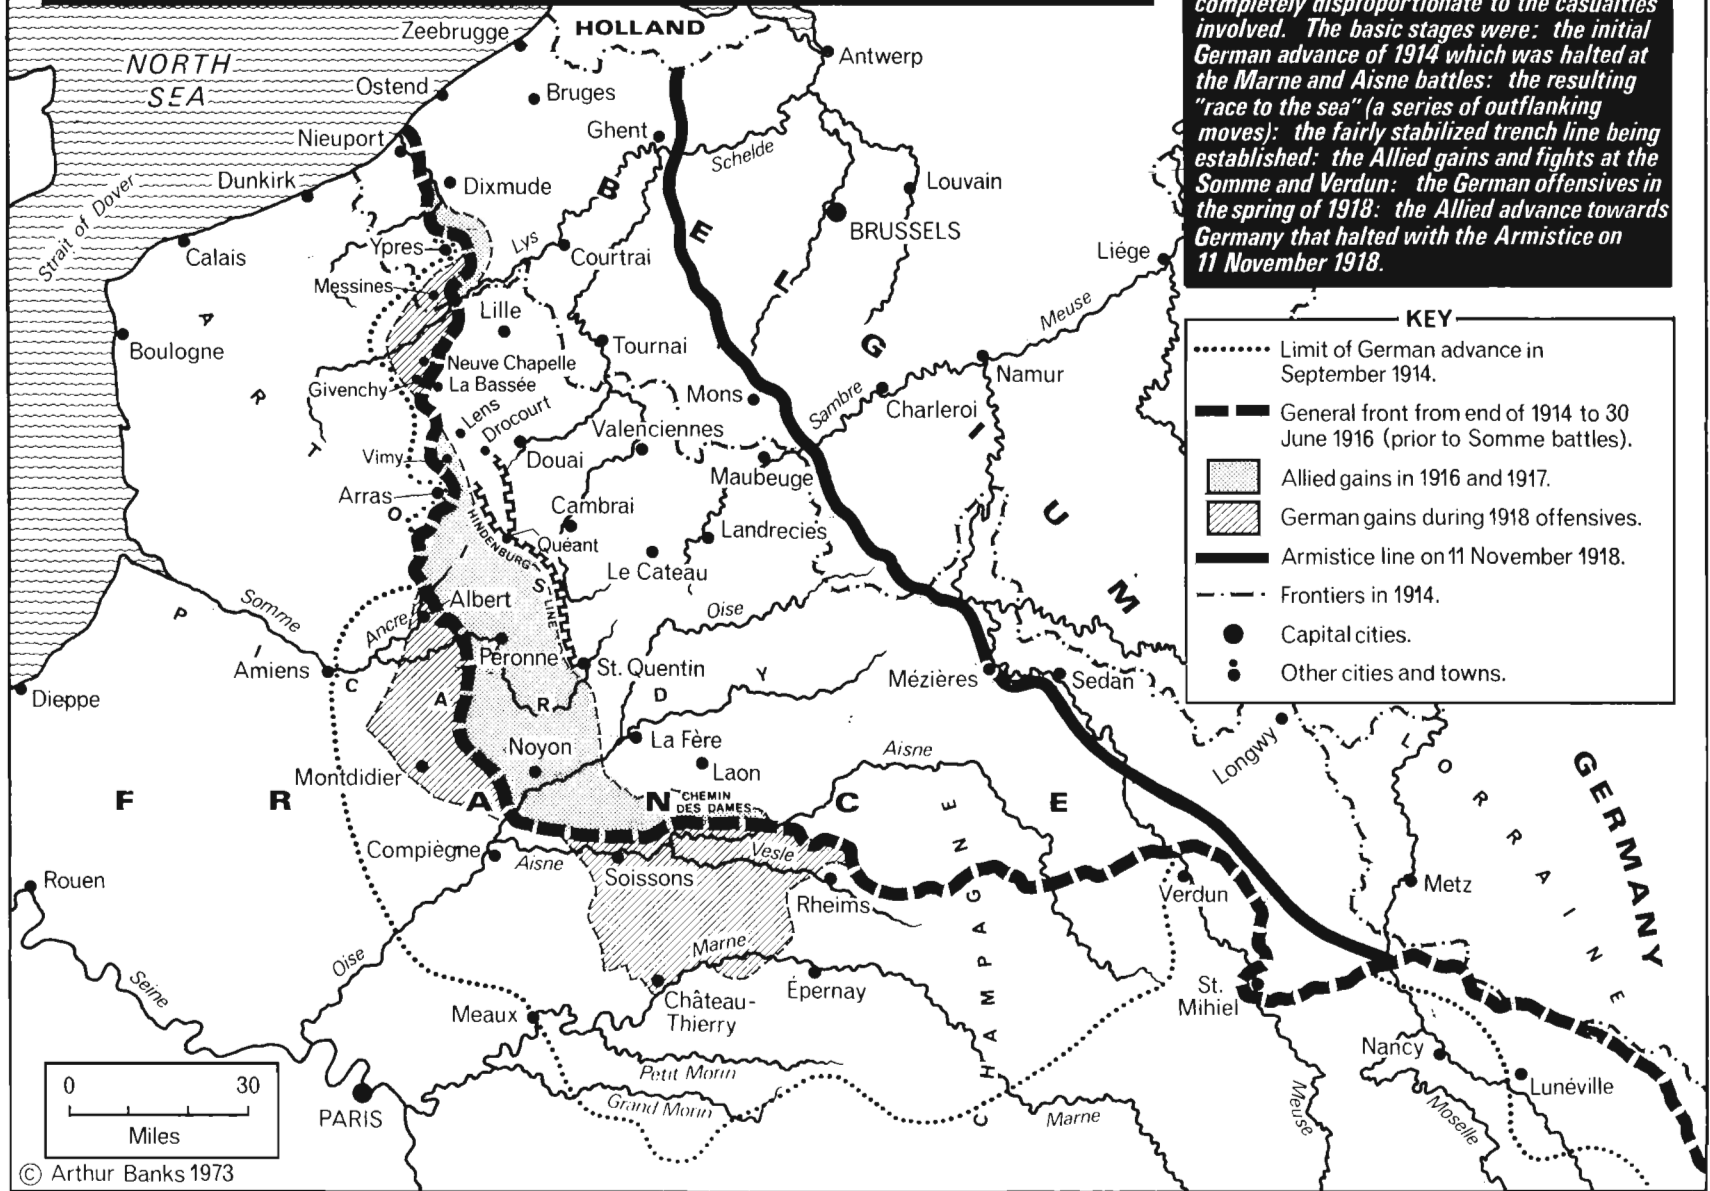 completely disproportionate to the casualties
involved. The basic stages were: the initial
German advance of 1914 which was halted at
the Marne and Aisne battles: the resulting
"race to the sea" (a series of outflanking
moves): the fairly stabilized trench line being
established: the Allied gains and fights at the
Somme and Verdun: the German offensives in
the spring of 1918: the Allied advance towards
Germany that halted with the Armistice on
11 November 1918.
KEY
Limit of German advance in
September 1914.
General front from end of 1914 to 30
June 1916 (prior to Somme battles).
Allied gains in 1916 and 1917.
German gains during 1918 offensives.
Armistice line on 11 November 1918.
Frontiers in 1914.
Capital cities.
Other cities and towns.
HOLLAND
Zeebrugge
Antwerp
NORTH
SEA
Ostend
Bruges
Nieuport
Ghent
Schelde
Dunkirk
Dixmude
Louvain
BRUSSELS
Strait of Dover
Calais
Ypres
Lys
Courtrai
Liége
Messines
Meuse
Lille
Boulogne
Tournai
Neuve Chapelle
La Bassée
Givenchy
Namur
Mons
Sambre
Charleroi
Lens
Drocourt
Valenciennes
Douai
Vimy
Maubeuge
Arras
Cambrai
Landrecies
HINDENBURG
LINE
Quéant
Le Cateau
BELGIUM
ARTOIS
Somme
Albert
Ancre
Oise
Amiens
Péronne
St. Quentin
Mézières
Sedan
Dieppe
PICARDY
La Fère
Noyon
Laon
Aisne
Longwy
Montdidier
CHEMIN
DES DAMES
FRANCE
LORRAINE
GERMANY
Compiègne
Aisne
Vesle
Soissons
Rheims
Verdun
Metz
Rouen
CHAMPAGNE
Marne
Oise
Seine
Château-
Thierry
Épernay
St.
Mihiel
Meaux
Nancy
Lunéville
Petit Morin
Grand Morin
Marne
Meuse
Moselle
PARIS
0 30
Miles
© Arthur Banks 1973